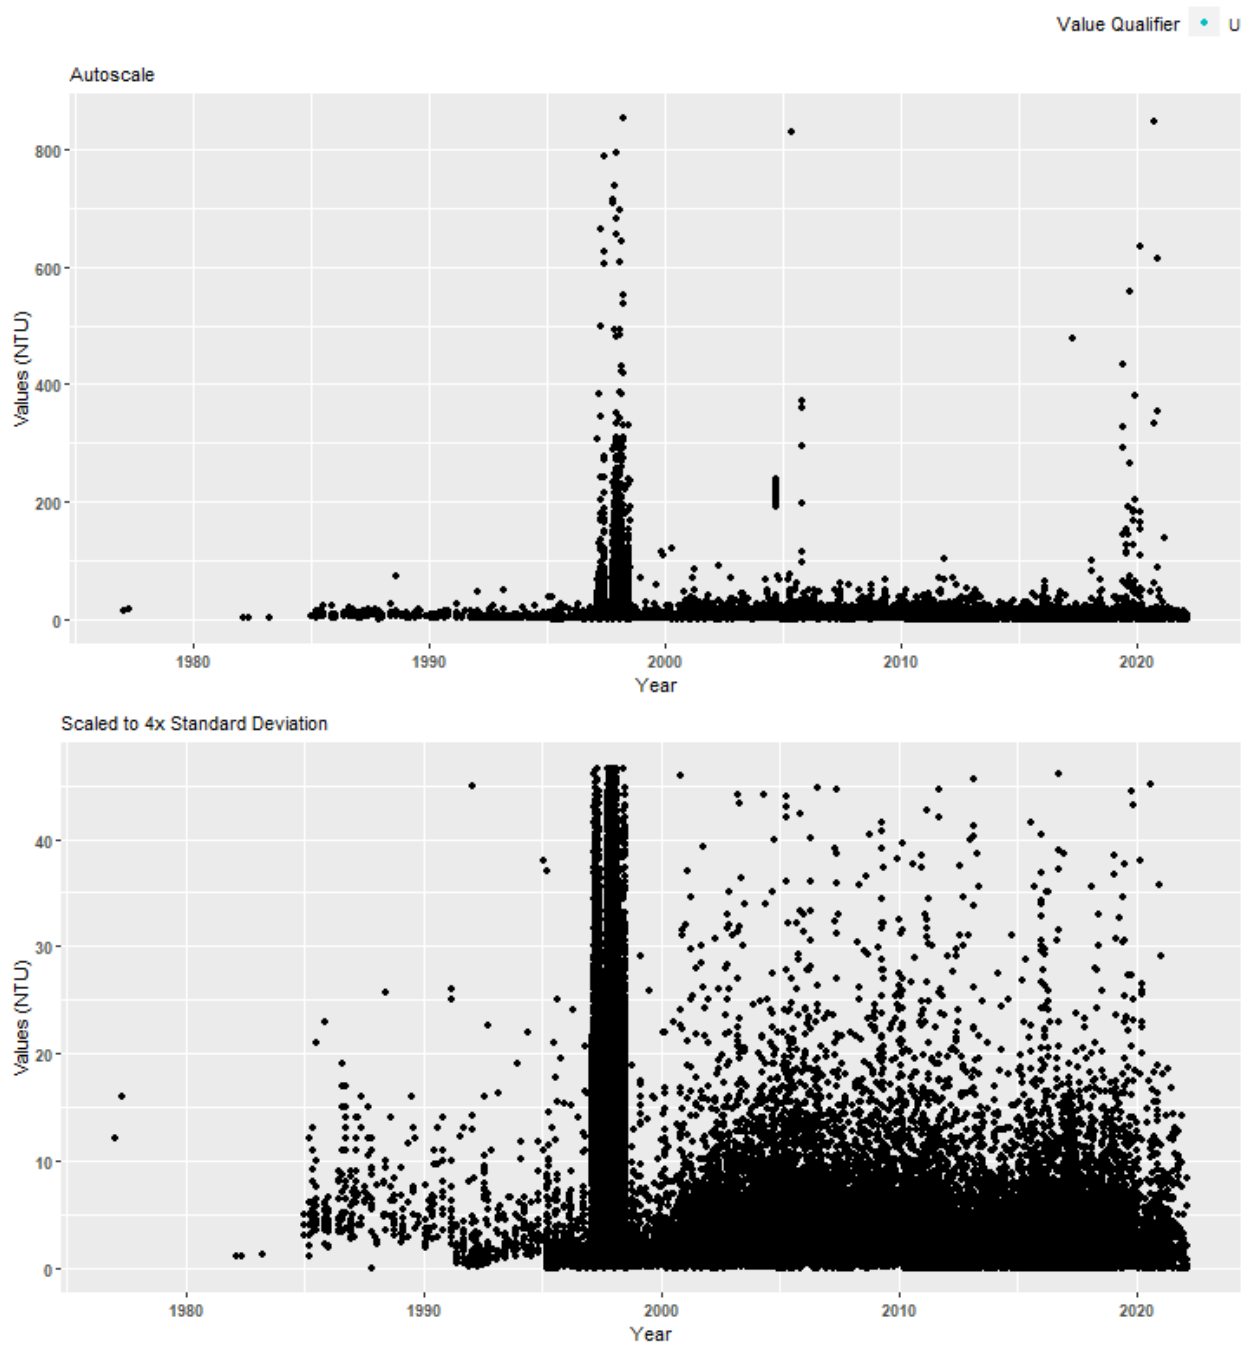 Value Qualifier U
Autoscale
Values (NTU)
800
600
400
200
0
1980 1990 2000 2010 2020
Year
Scaled to 4x Standard Deviation
Values (NTU)
40
30
20
10
0
1980 1990 2000 2010 2020
Year